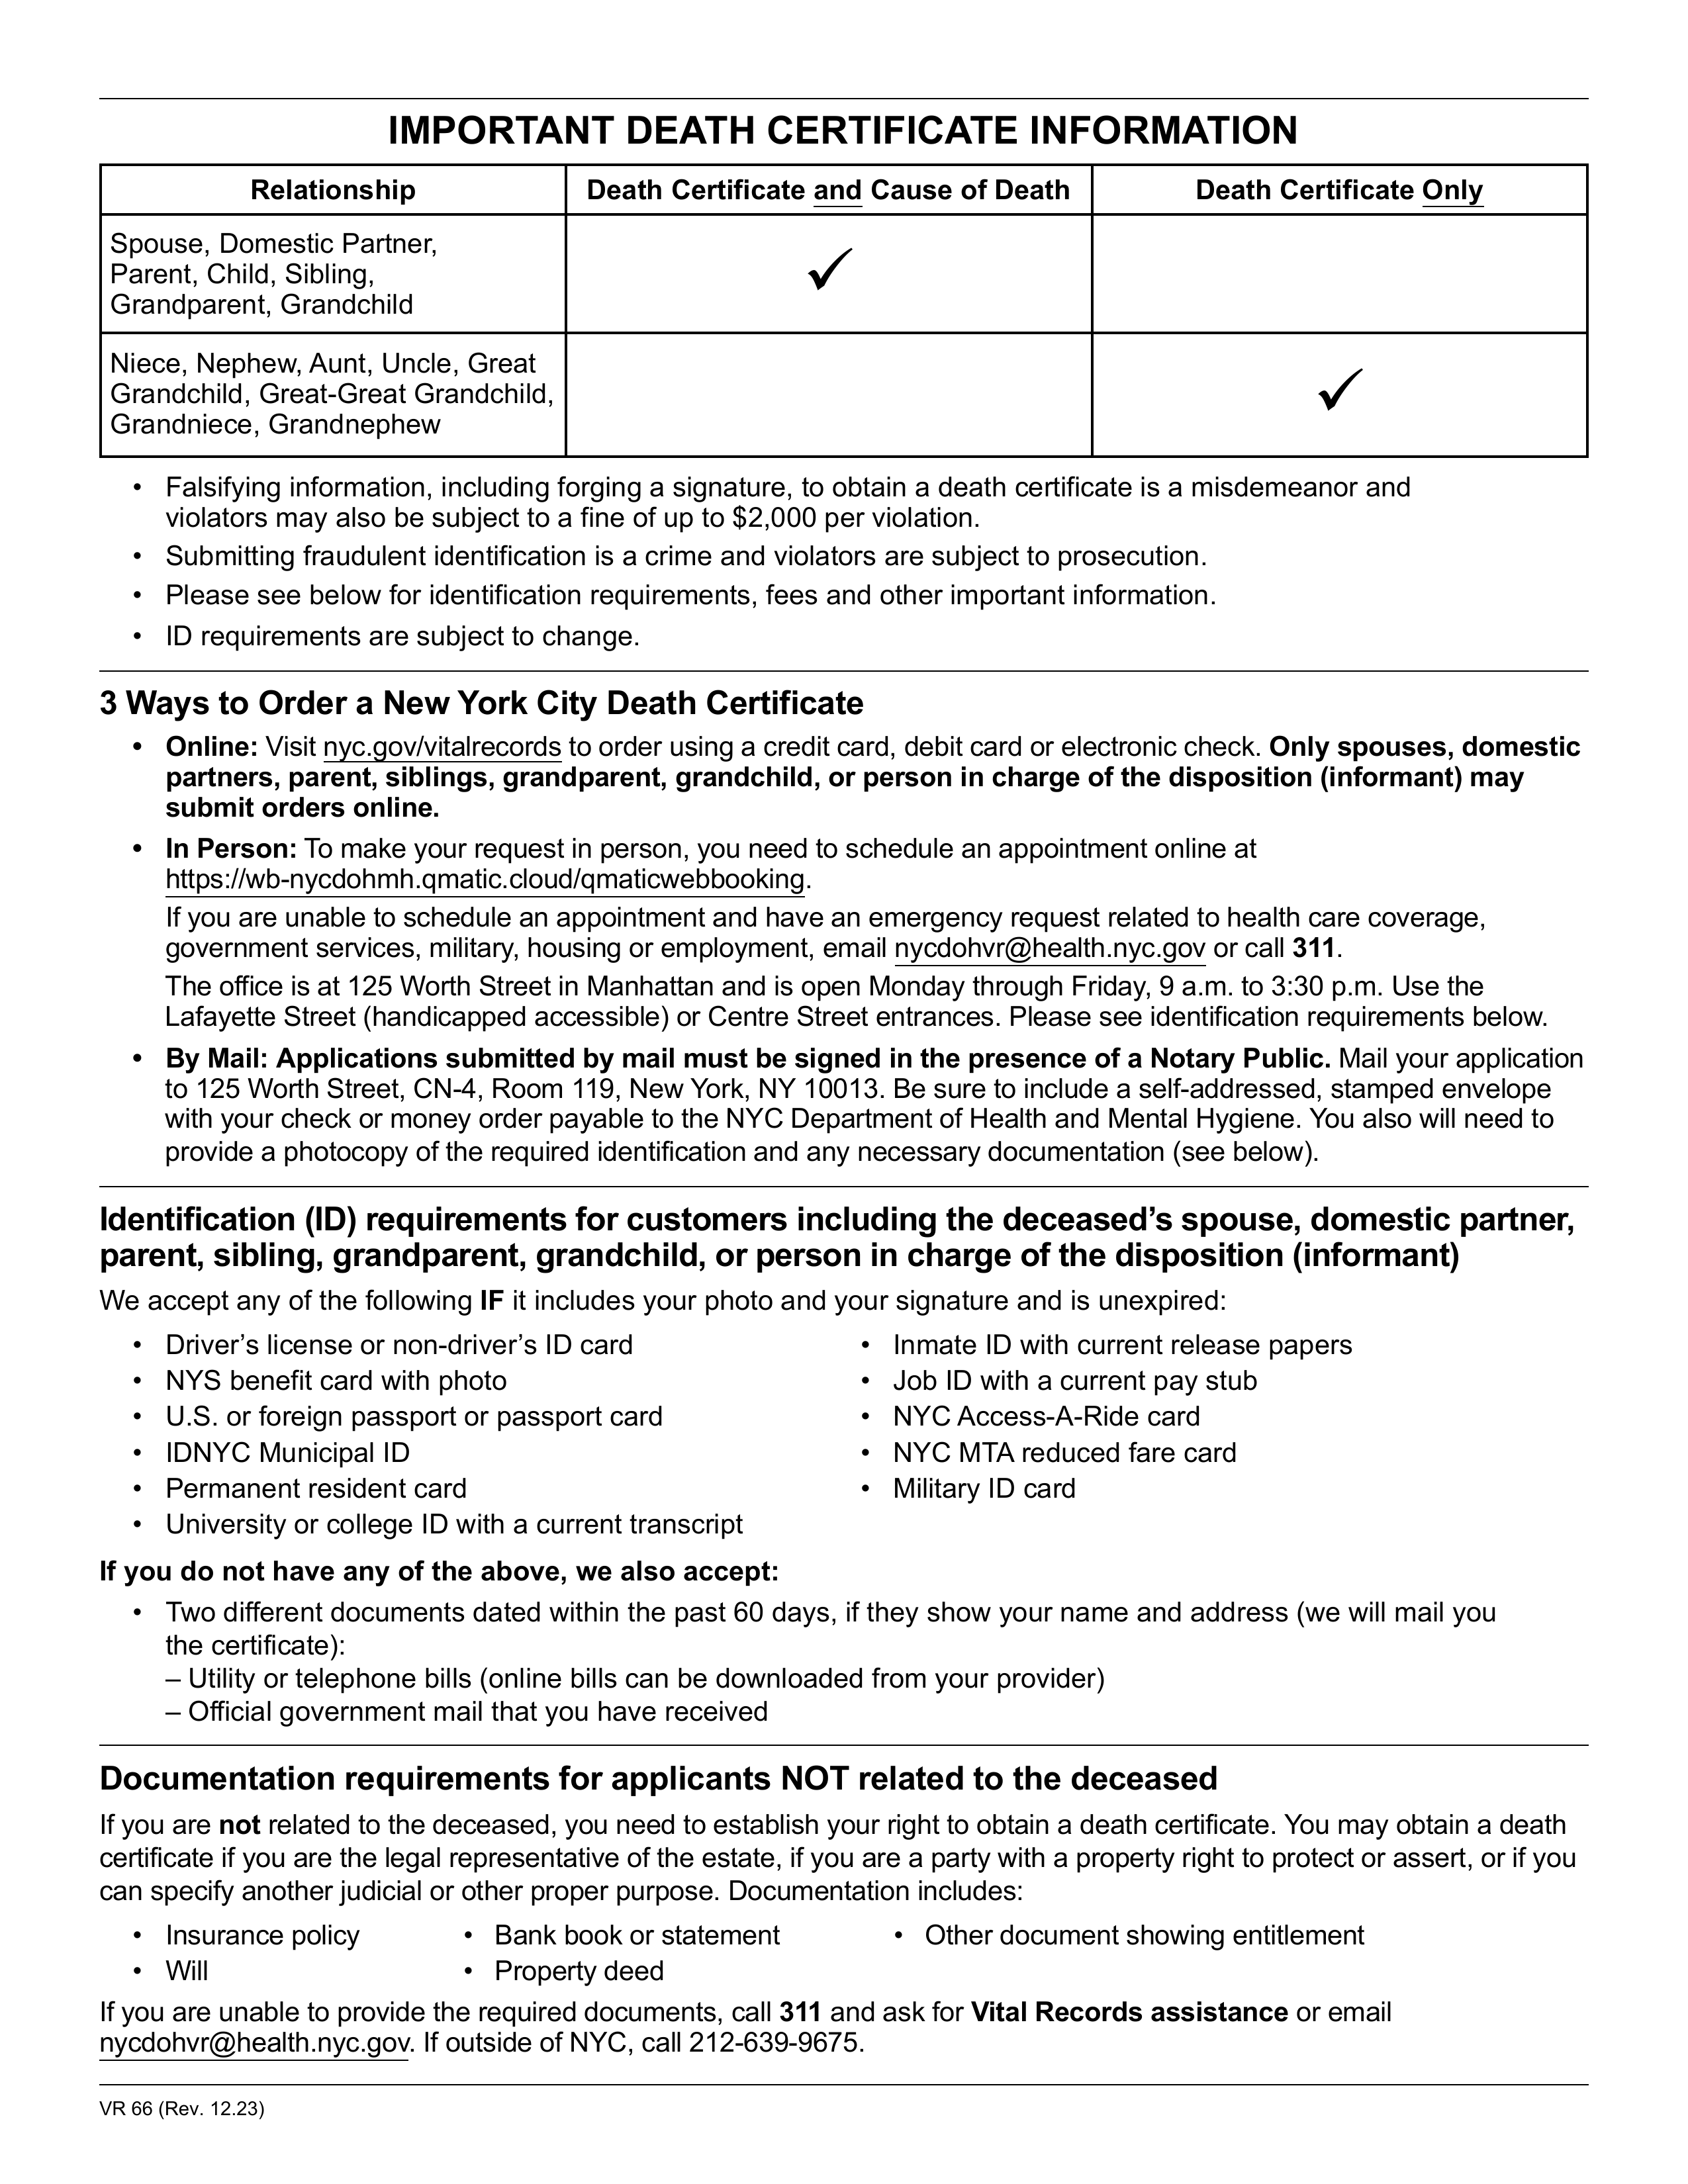 IMPORTANT DEATH CERTIFICATE INFORMATION
Relationship
Death Certificate and Cause of Death
Death Certificate Only
Spouse, Domestic Partner,
Parent, Child, Sibling,
Grandparent, Grandchild
✓
Niece, Nephew, Aunt, Uncle, Great
Grandchild, Great-Great Grandchild,
Grandniece, Grandnephew
✓
• Falsifying information, including forging a signature, to obtain a death certificate is a misdemeanor and
violators may also be subject to a fine of up to $2,000 per violation.
• Submitting fraudulent identification is a crime and violators are subject to prosecution.
• Please see below for identification requirements, fees and other important information.
• ID requirements are subject to change.
3 Ways to Order a New York City Death Certificate
• Online: Visit nyc.gov/vitalrecords to order using a credit card, debit card or electronic check. Only spouses, domestic
partners, parent, siblings, grandparent, grandchild, or person in charge of the disposition (informant) may
submit orders online.
• In Person: To make your request in person, you need to schedule an appointment online at
https://wb-nycdohmh.qmatic.cloud/qmaticwebbooking.
If you are unable to schedule an appointment and have an emergency request related to health care coverage,
government services, military, housing or employment, email nycdohvr@health.nyc.gov or call 311.
The office is at 125 Worth Street in Manhattan and is open Monday through Friday, 9 a.m. to 3:30 p.m. Use the
Lafayette Street (handicapped accessible) or Centre Street entrances. Please see identification requirements below.
• By Mail: Applications submitted by mail must be signed in the presence of a Notary Public. Mail your application
to 125 Worth Street, CN-4, Room 119, New York, NY 10013. Be sure to include a self-addressed, stamped envelope
with your check or money order payable to the NYC Department of Health and Mental Hygiene. You also will need to
provide a photocopy of the required identification and any necessary documentation (see below).
Identification (ID) requirements for customers including the deceased's spouse, domestic partner,
parent, sibling, grandparent, grandchild, or person in charge of the disposition (informant)
We accept any of the following IF it includes your photo and your signature and is unexpired:
• Driver's license or non-driver's ID card
• NYS benefit card with photo
• U.S. or foreign passport or passport card
• IDNYC Municipal ID
• Permanent resident card
• University or college ID with a current transcript
• Inmate ID with current release papers
• Job ID with a current pay stub
• NYC Access-A-Ride card
• NYC MTA reduced fare card
• Military ID card
If you do not have any of the above, we also accept:
• Two different documents dated within the past 60 days, if they show your name and address (we will mail you
the certificate):
– Utility or telephone bills (online bills can be downloaded from your provider)
– Official government mail that you have received
Documentation requirements for applicants NOT related to the deceased
If you are not related to the deceased, you need to establish your right to obtain a death certificate. You may obtain a death
certificate if you are the legal representative of the estate, if you are a party with a property right to protect or assert, or if you
can specify another judicial or other proper purpose. Documentation includes:
• Insurance policy
• Will
• Bank book or statement
• Property deed
• Other document showing entitlement
If you are unable to provide the required documents, call 311 and ask for Vital Records assistance or email
nycdohvr@health.nyc.gov. If outside of NYC, call 212-639-9675.
VR 66 (Rev. 12.23)